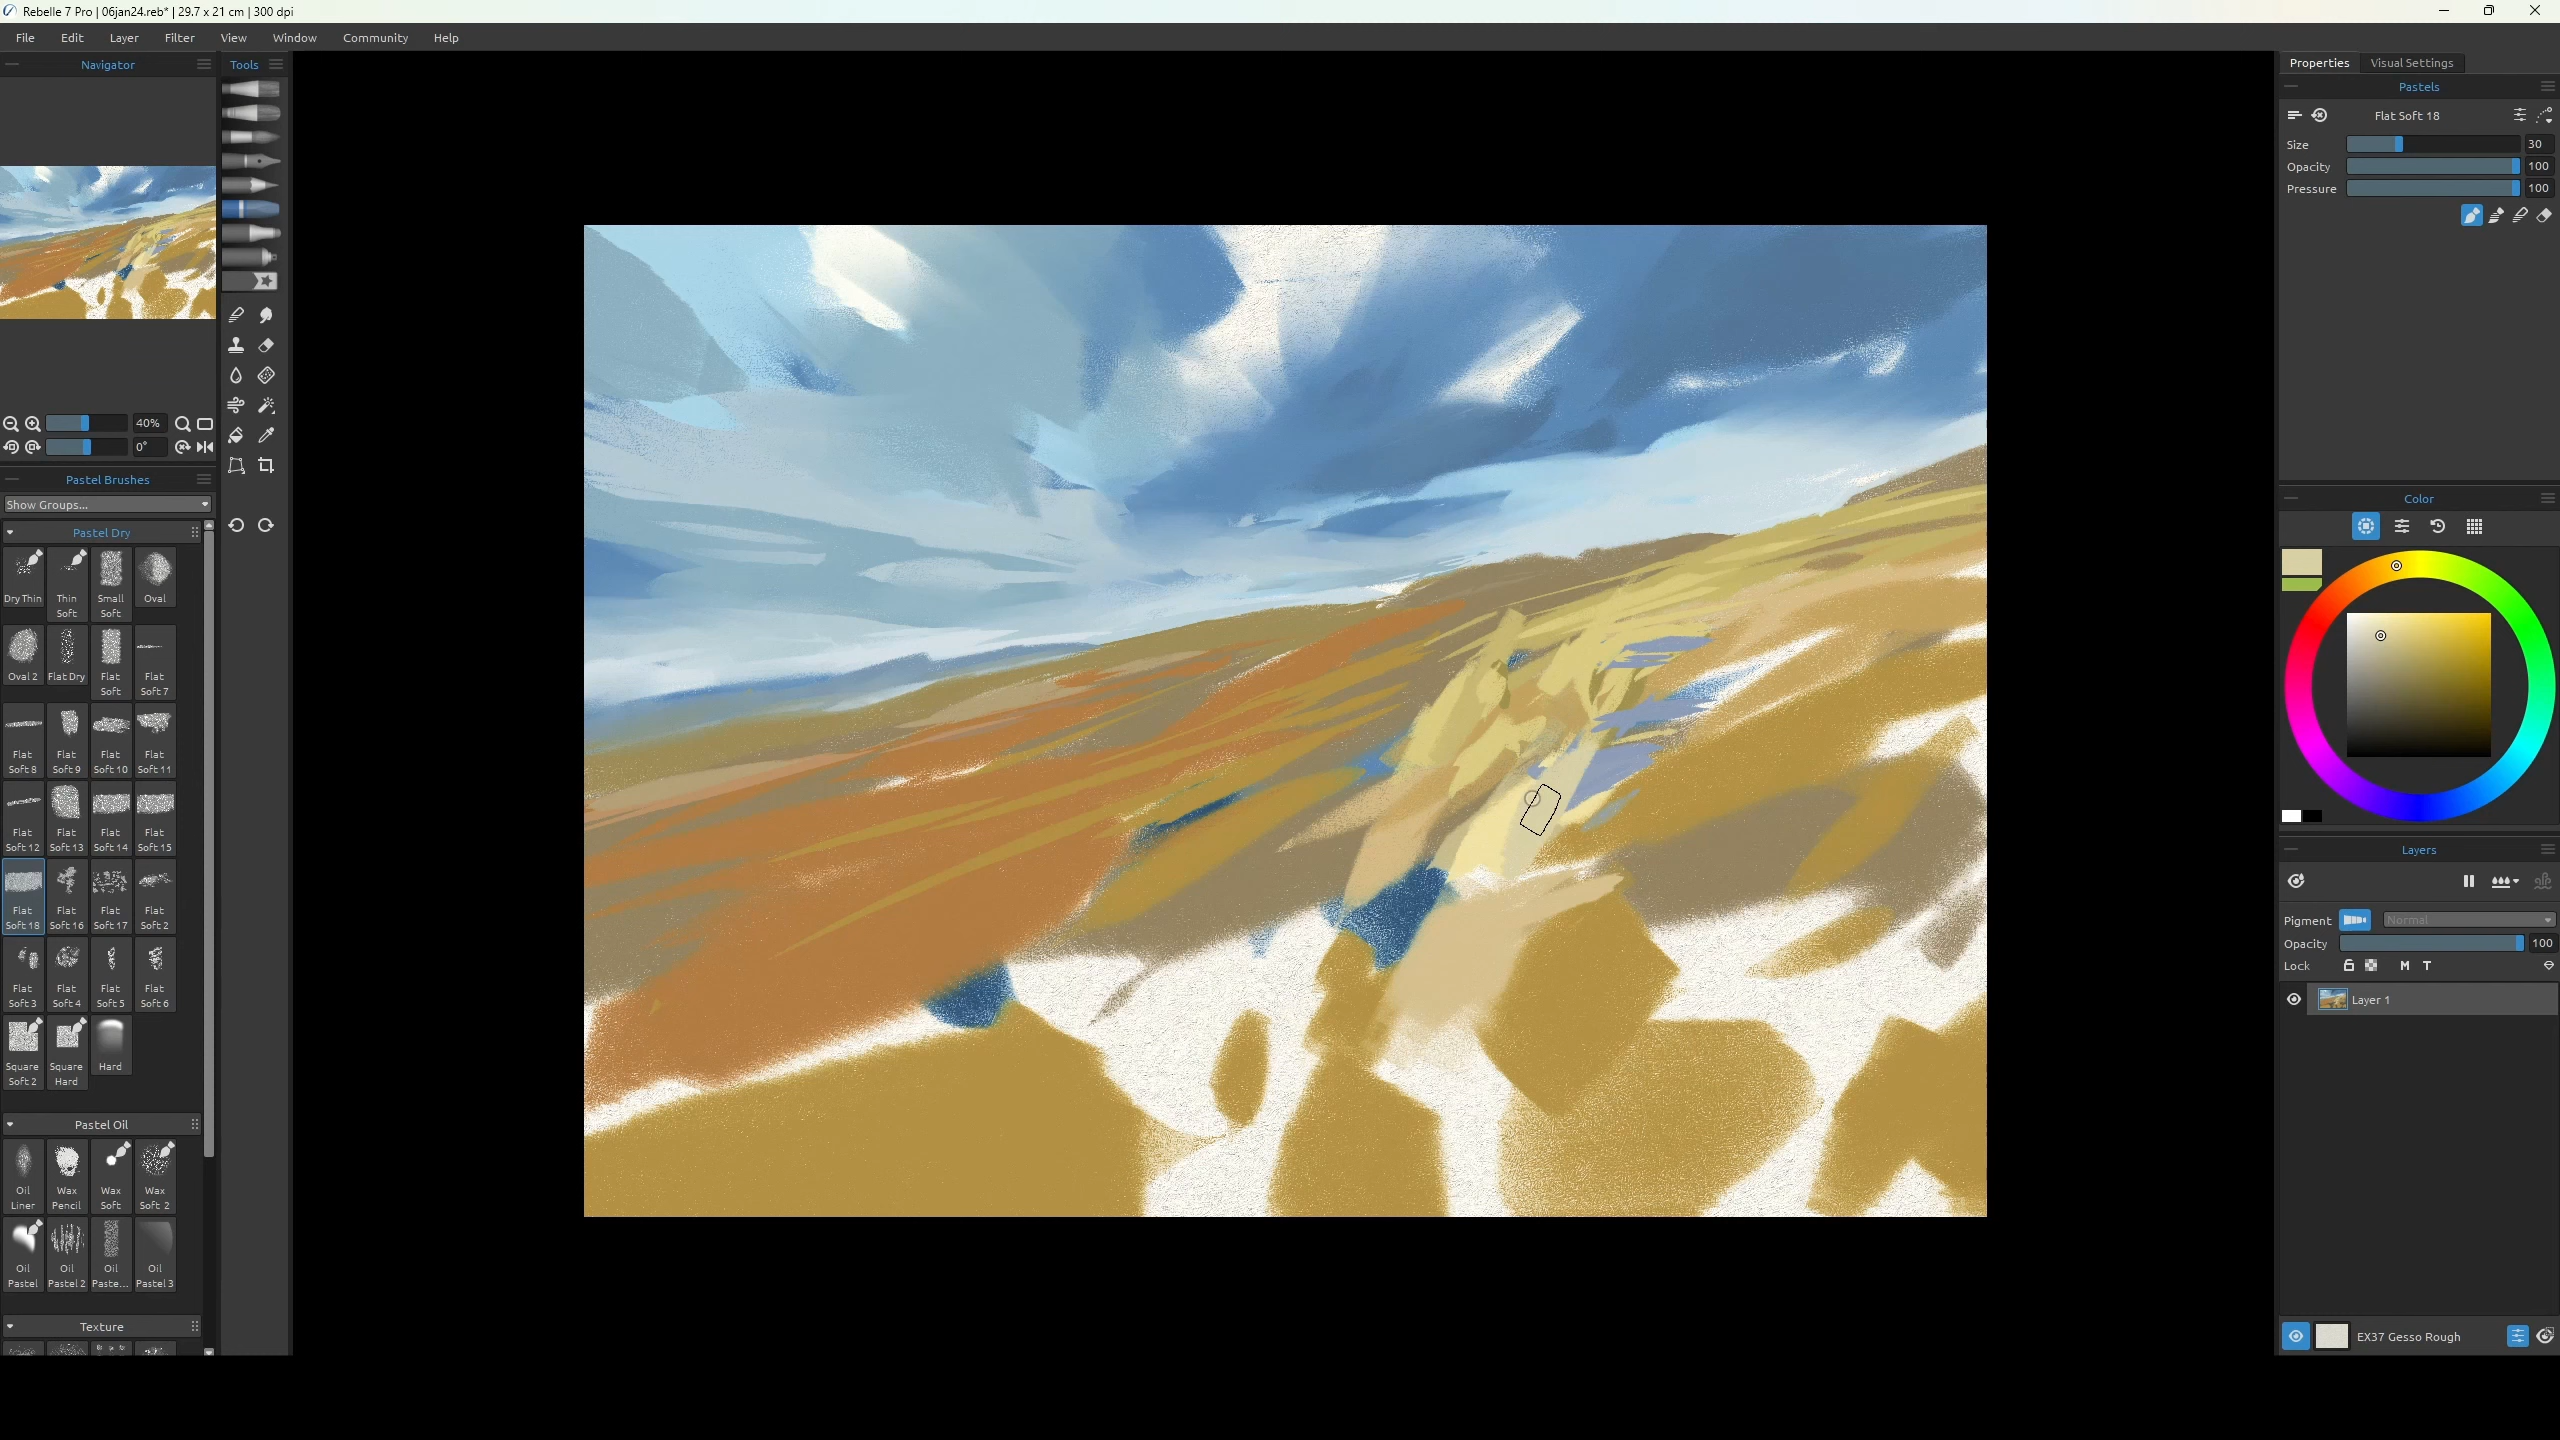 Rebelle 7 Pro | 06jan24.reb* | 29.7 x 21 cm | 300 dpi
File Edit Layer Filter View Window Community Help
Navigator
Tools
40%
0°
Pastel Brushes
Show Groups...
Pastel Dry
Dry Thin
Thin Soft
Small Soft
Oval
Oval 2
Flat Dry
Flat Soft
Flat Soft 7
Flat Soft 8
Flat Soft 9
Flat Soft 10
Flat Soft 11
Flat Soft 12
Flat Soft 13
Flat Soft 14
Flat Soft 15
Flat Soft 18
Flat Soft 16
Flat Soft 17
Flat Soft 2
Flat Soft 3
Flat Soft 4
Flat Soft 5
Flat Soft 6
Square Soft 2
Square Hard
Hard
Pastel Oil
Oil Liner
Wax Pencil
Wax Soft
Wax Soft 2
Oil Pastel
Oil Pastel 2
Oil Paste...
Oil Pastel 3
Texture
Properties Visual Settings
Pastels
Flat Soft 18
Size 30
Opacity 100
Pressure 100
Color
Layers
Pigment Normal
Opacity 100
Lock M T
Layer 1
EX37 Gesso Rough